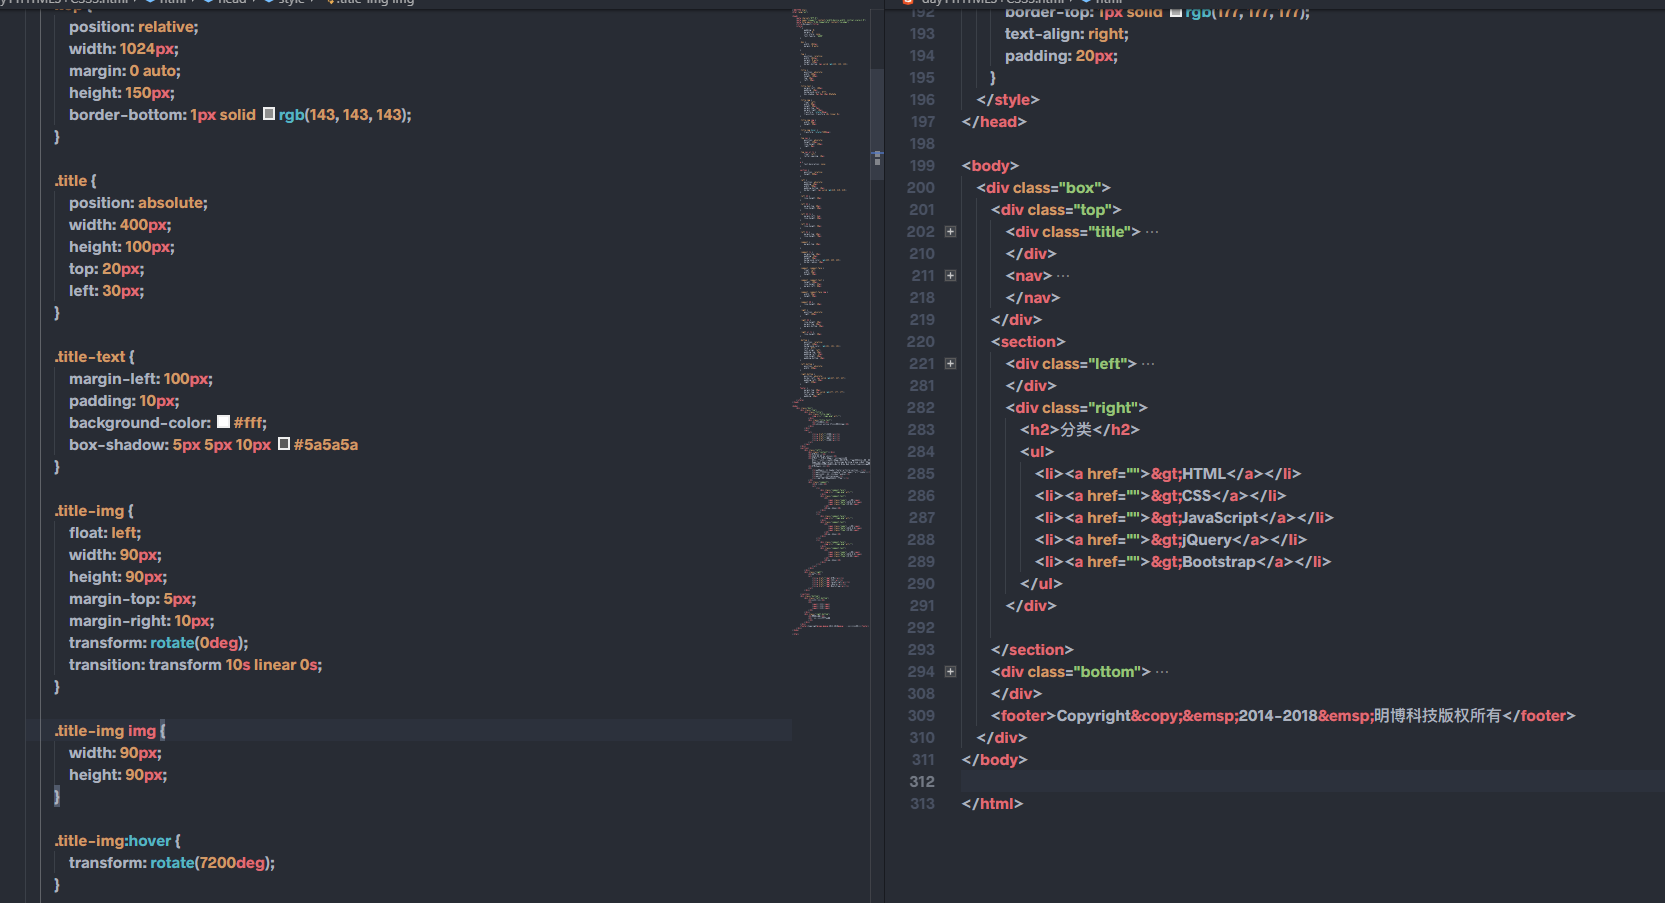 position: relative;
width: 1024px;
margin: 0 auto;
height: 150px;
border-bottom: 1px solid rgb(143, 143, 143);
}
.title {
position: absolute;
width: 400px;
height: 100px;
top: 20px;
left: 30px;
}
.title-text {
margin-left: 100px;
padding: 10px;
background-color: #fff;
box-shadow: 5px 5px 10px #5a5a5a
}
.title-img {
float: left;
width: 90px;
height: 90px;
margin-top: 5px;
margin-right: 10px;
transform: rotate(0deg);
transition: transform 10s linear 0s;
}
.title-img img {
width: 90px;
height: 90px;
}
.title-img:hover {
transform: rotate(7200deg);
}
192 border-top: 1px solid rgb(177, 177, 177);
193 text-align: right;
194 padding: 20px;
195 }
196 </style>
197 </head>
198
199 <body>
200 <div class="box">
201 <div class="top">
202 <div class="title"> ···
210 </div>
211 <nav> ···
218 </nav>
219 </div>
220 <section>
221 <div class="left"> ···
281 </div>
282 <div class="right">
283 <h2>分类</h2>
284 <ul>
285 <li><a href="">&gt;HTML</a></li>
286 <li><a href="">&gt;CSS</a></li>
287 <li><a href="">&gt;JavaScript</a></li>
288 <li><a href="">&gt;jQuery</a></li>
289 <li><a href="">&gt;Bootstrap</a></li>
290 </ul>
291 </div>
292
293 </section>
294 <div class="bottom"> ···
308 </div>
309 <footer>Copyright&copy;&emsp;2014-2018&emsp;明博科技版权所有</footer>
310 </div>
311 </body>
312
313 </html>